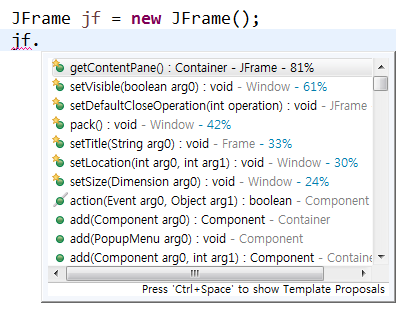 JFrame jf = new JFrame();
jf.
getContentPane() : Container - JFrame - 81%
setVisible(boolean arg0) : void - Window - 61%
setDefaultCloseOperation(int operation) : void - JFrame
pack() : void - Window - 42%
setTitle(String arg0) : void - Frame - 33%
setLocation(int arg0, int arg1) : void - Window - 30%
setSize(Dimension arg0) : void - Window - 24%
action(Event arg0, Object arg1) : boolean - Component
add(Component arg0) : Component - Container
add(PopupMenu arg0) : void - Component
add(Component arg0, int arg1) : Component - Container
Press 'Ctrl+Space' to show Template Proposals